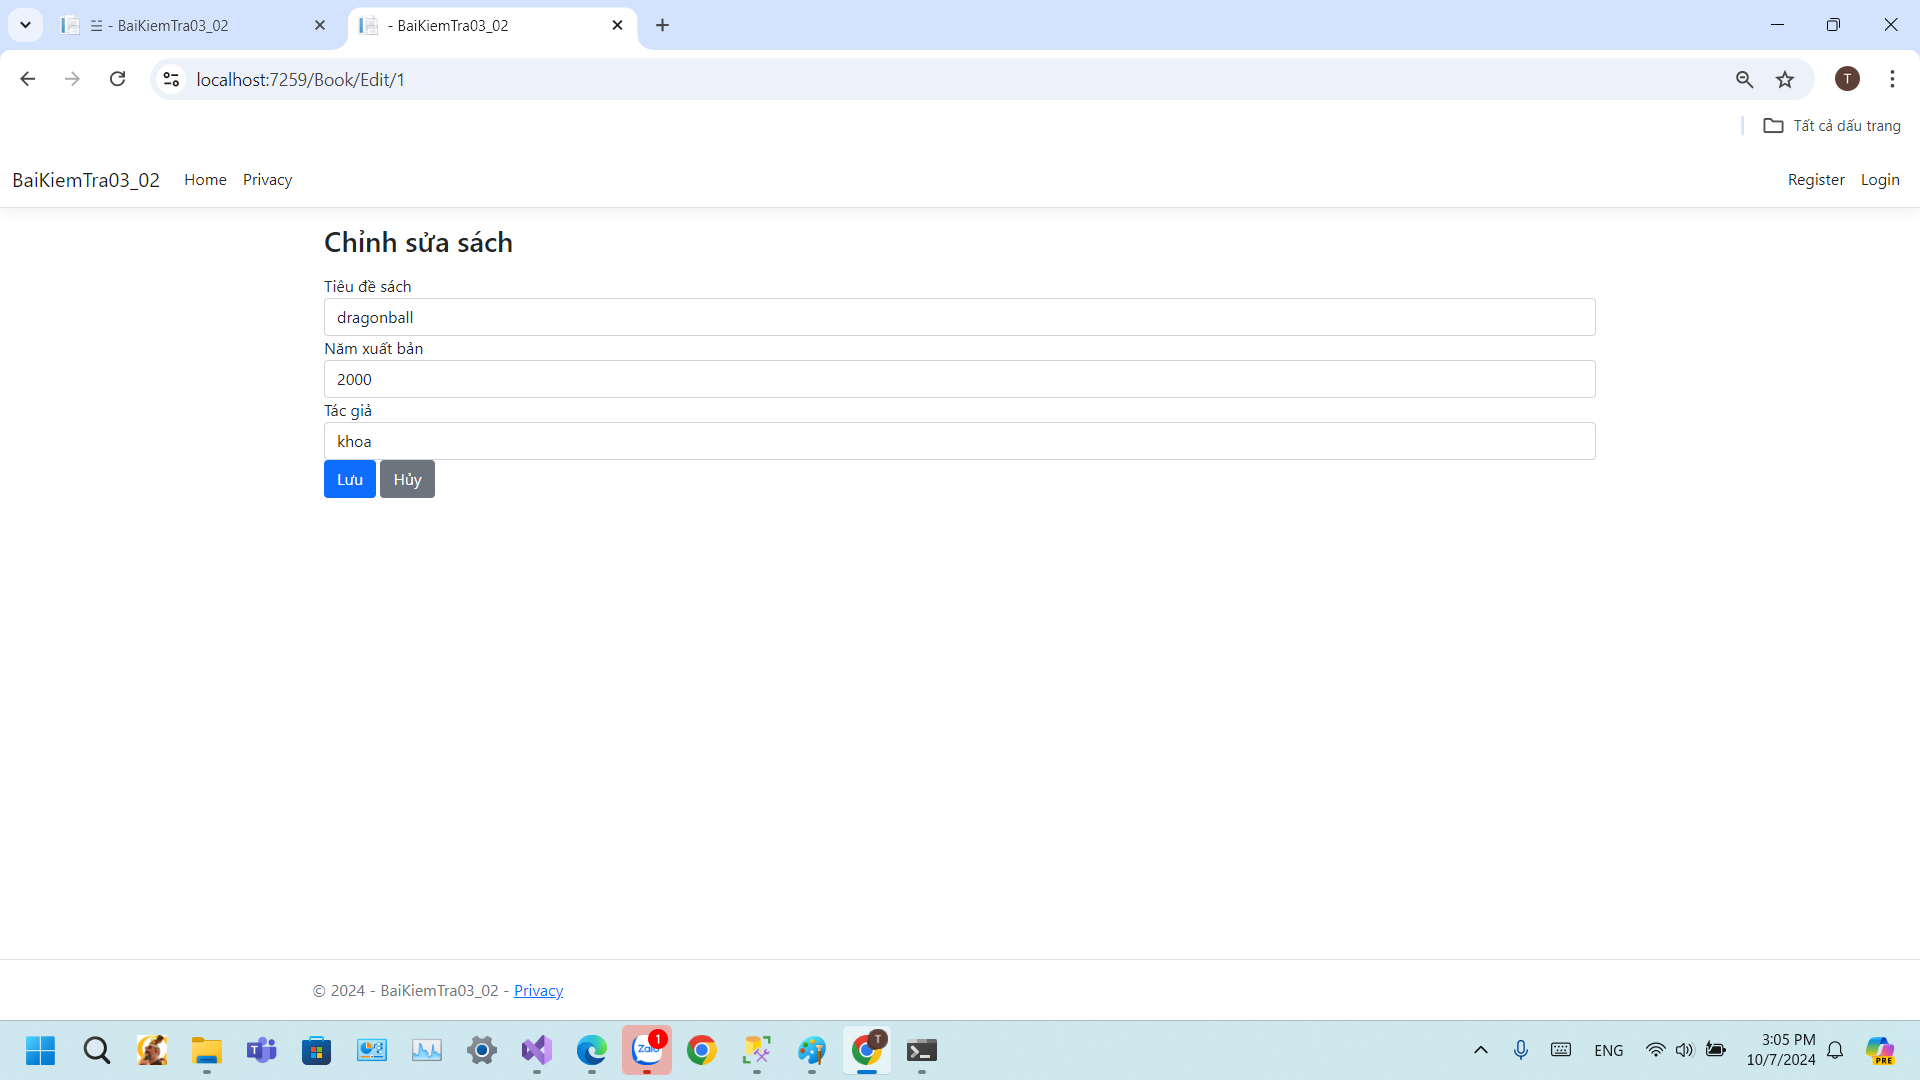 ☵ - BaiKiemTra03_02
- BaiKiemTra03_02
localhost:7259/Book/Edit/1
T
Tất cả dấu trang
BaiKiemTra03_02 Home Privacy Register Login
Chỉnh sửa sách
Tiêu đề sách
dragonball
Năm xuất bản
2000
Tác giả
khoa
Lưu Hủy
© 2024 - BaiKiemTra03_02 - Privacy
Zalo 1
T
ENG
3:05 PM
10/7/2024
PRE